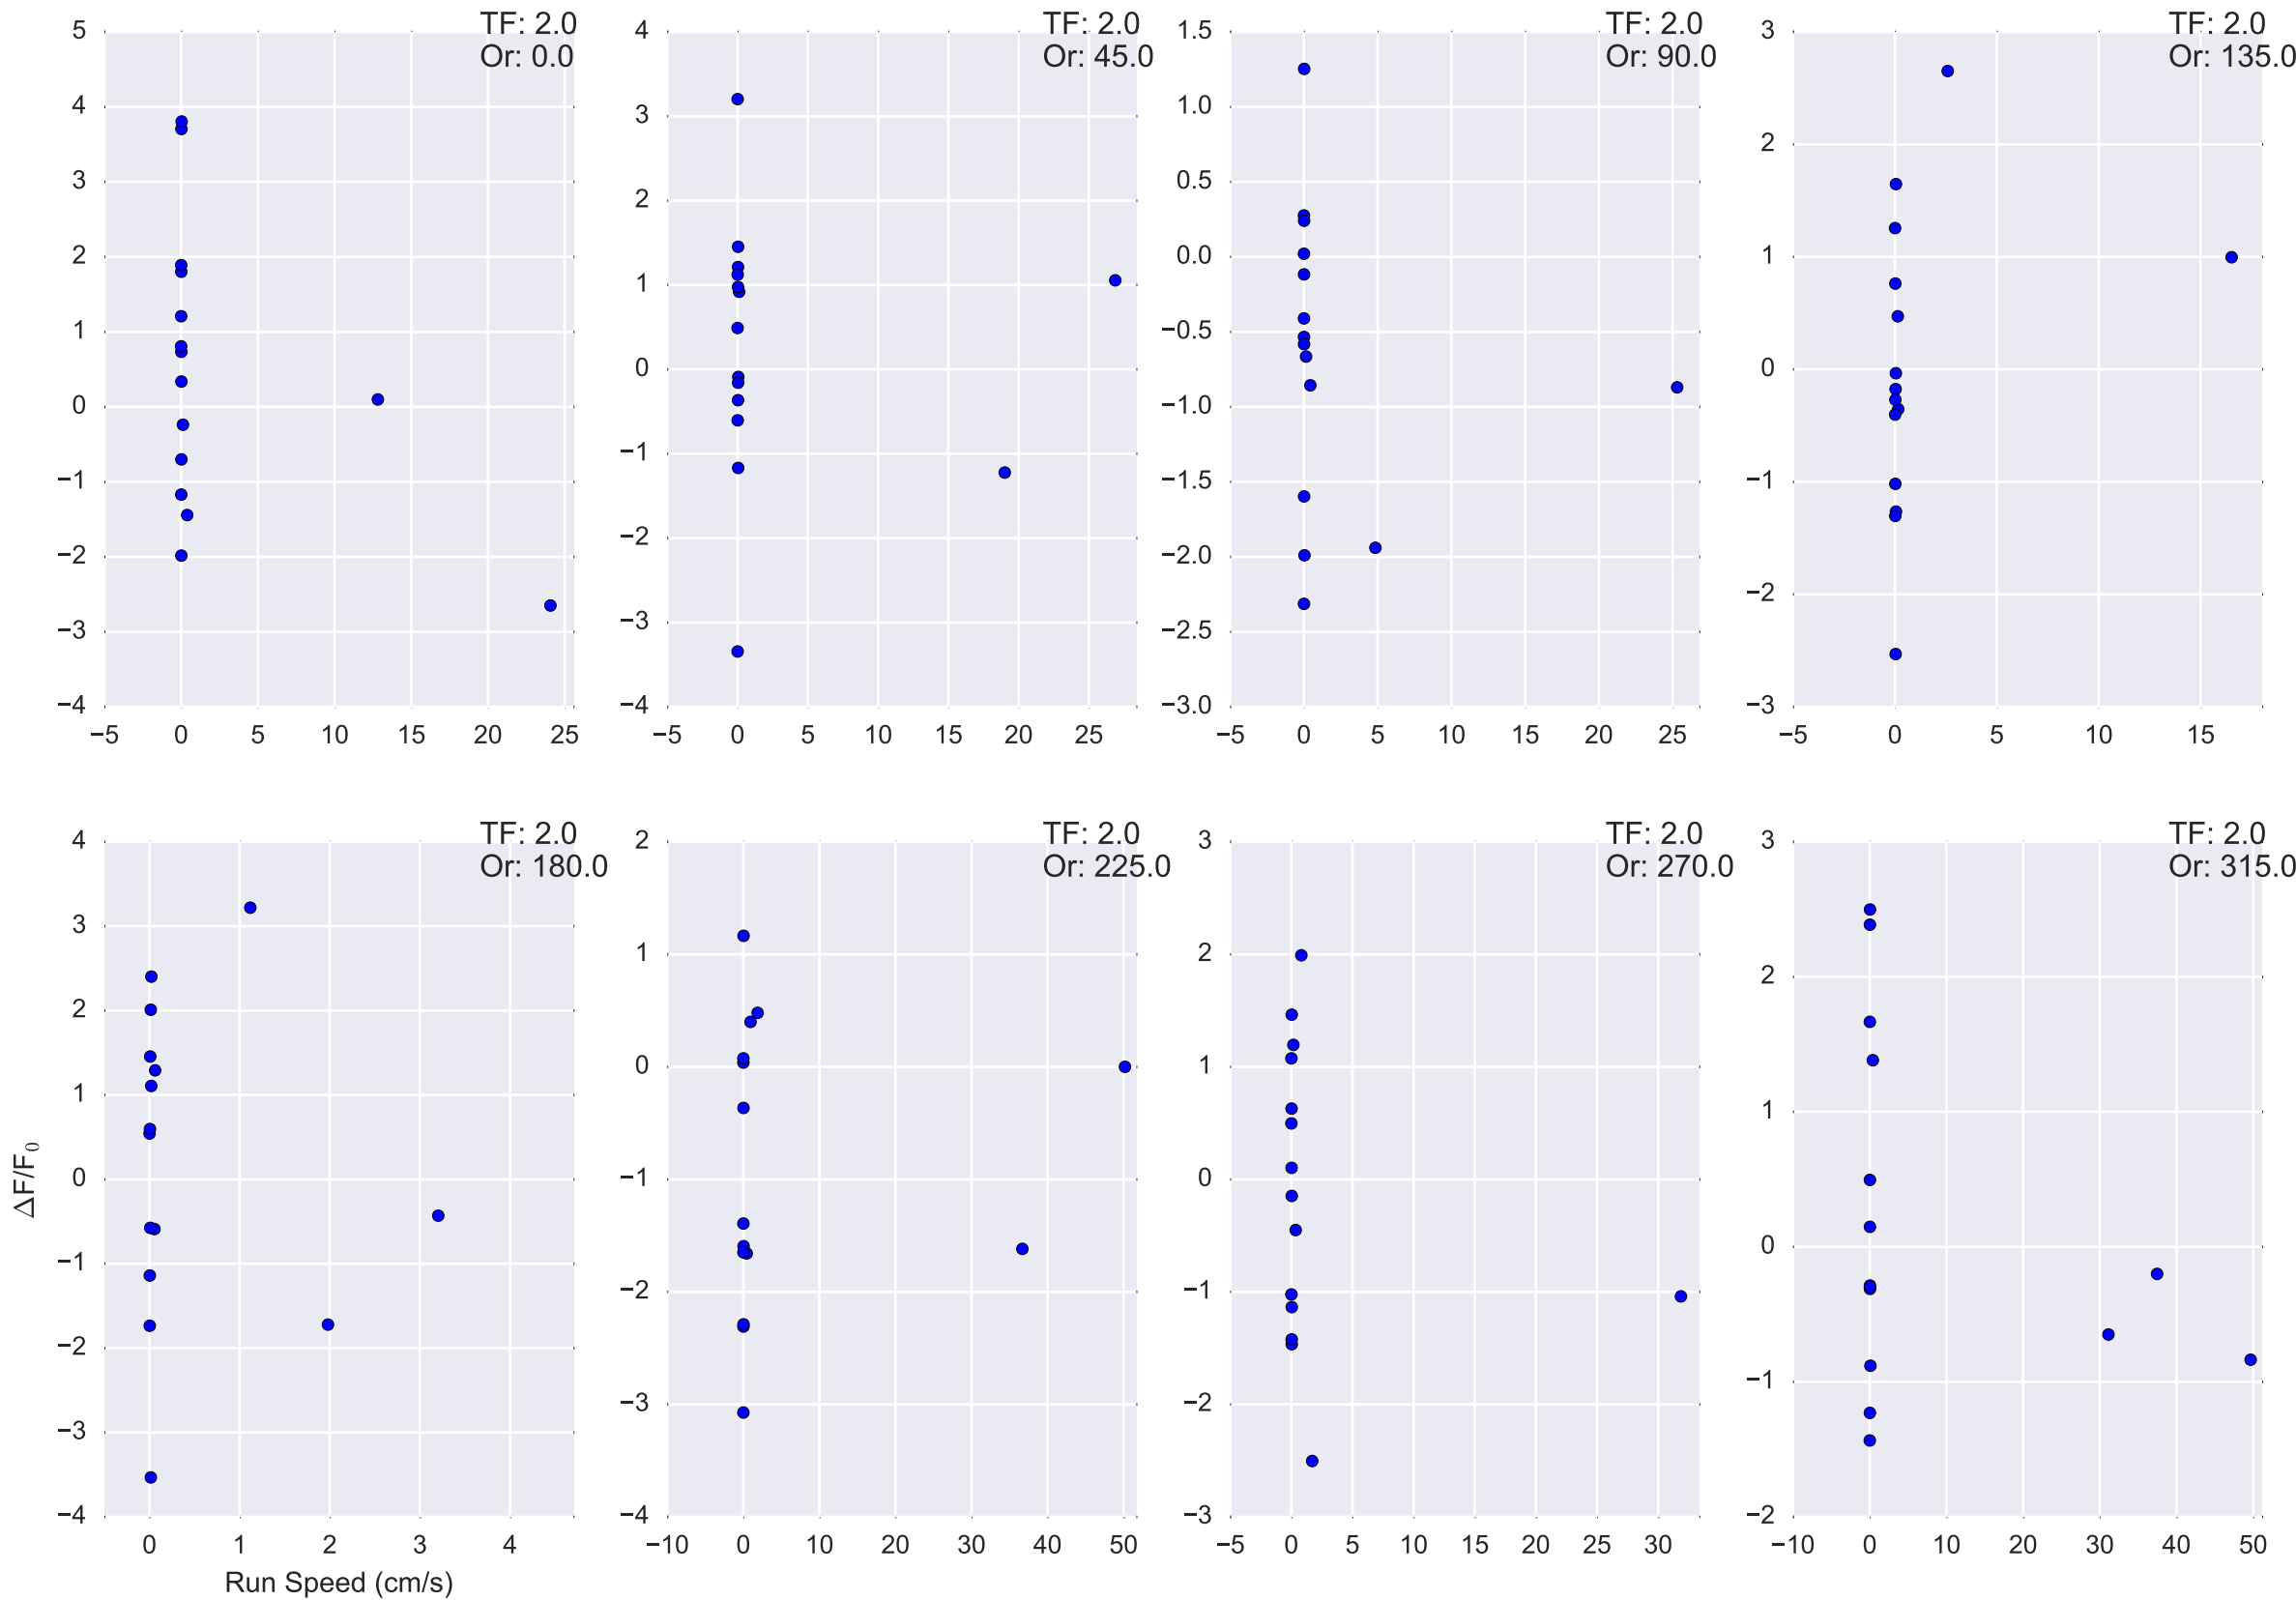 TF: 2.0
Or: 0.0
5
4
3
2
1
0
−1
−2
−3
−4
−5 0 5 10 15 20 25
TF: 2.0
Or: 45.0
4
3
2
1
0
−1
−2
−3
−4
−5 0 5 10 15 20 25
TF: 2.0
Or: 90.0
1.5
1.0
0.5
0.0
−0.5
−1.0
−1.5
−2.0
−2.5
−3.0
−5 0 5 10 15 20 25
TF: 2.0
Or: 135.0
3
2
1
0
−1
−2
−3
−5 0 5 10 15
TF: 2.0
Or: 180.0
4
3
2
1
0
−1
−2
−3
−4
ΔF/F₀
0 1 2 3 4
Run Speed (cm/s)
TF: 2.0
Or: 225.0
2
1
0
−1
−2
−3
−4
−10 0 10 20 30 40 50
TF: 2.0
Or: 270.0
3
2
1
0
−1
−2
−3
−5 0 5 10 15 20 25 30
TF: 2.0
Or: 315.0
3
2
1
0
−1
−2
−10 0 10 20 30 40 50